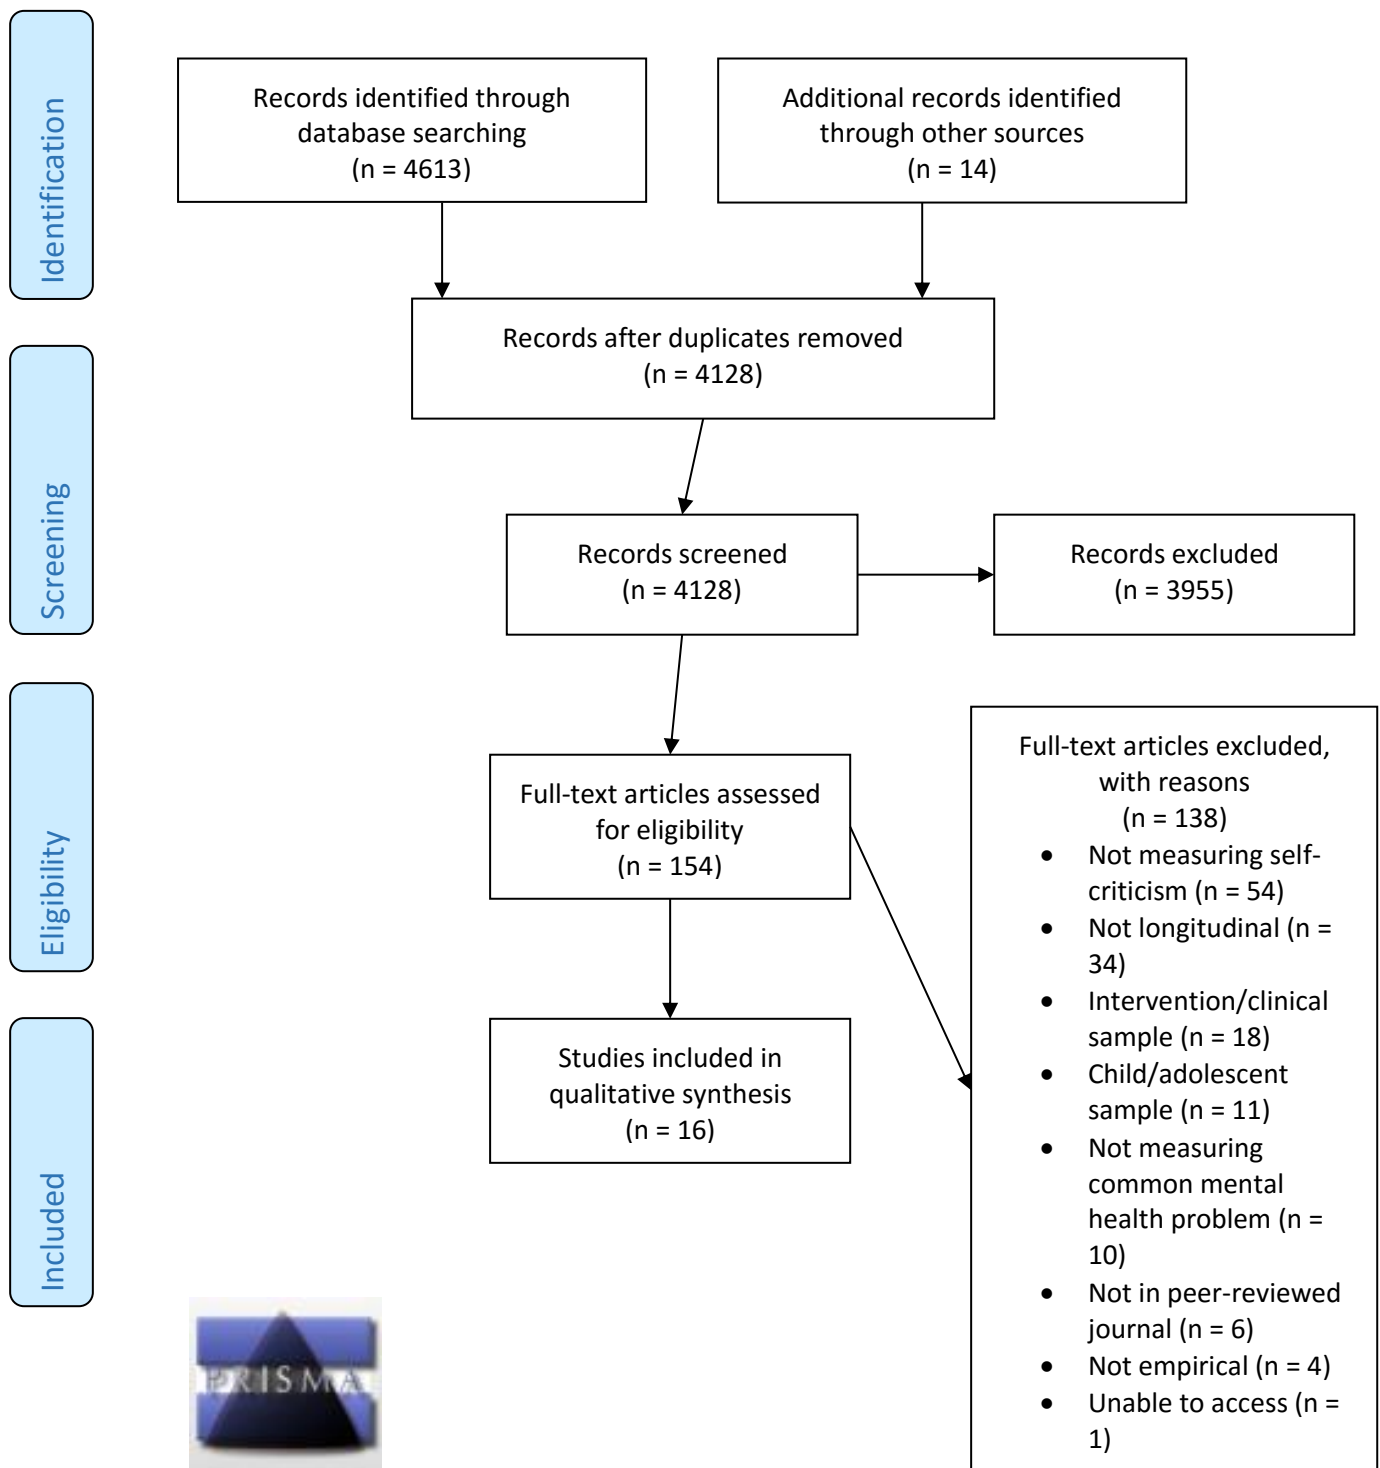 Identification
Records identified through
database searching
(n = 4613)
Additional records identified
through other sources
(n = 14)
Records after duplicates removed
(n = 4128)
Screening
Records screened
(n = 4128)
Records excluded
(n = 3955)
Eligibility
Full-text articles assessed
for eligibility
(n = 154)
Full-text articles excluded,
with reasons
(n = 138)
• Not measuring self-
criticism (n = 54)
• Not longitudinal (n =
34)
• Intervention/clinical
sample (n = 18)
• Child/adolescent
sample (n = 11)
• Not measuring
common mental
health problem (n =
10)
• Not in peer-reviewed
journal (n = 6)
• Not empirical (n = 4)
• Unable to access (n =
1)
Included
Studies included in
qualitative synthesis
(n = 16)
PRISMA